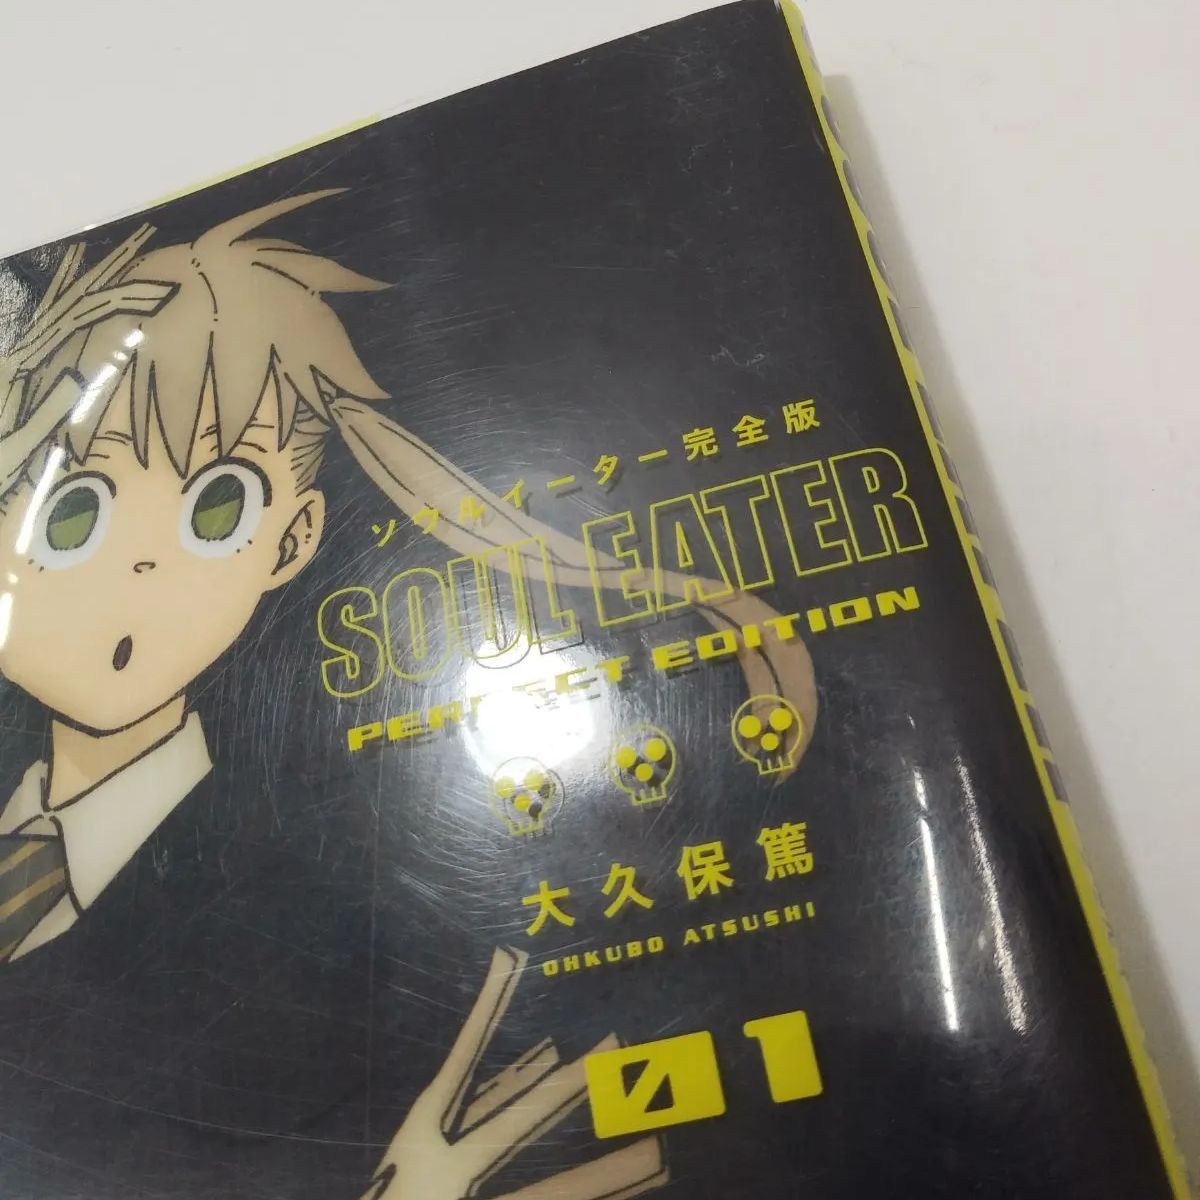 ソウルイーター完全版
SOUL EATER
PERFECT EDITION
大久保篤
OHKUBO ATSUSHI
01